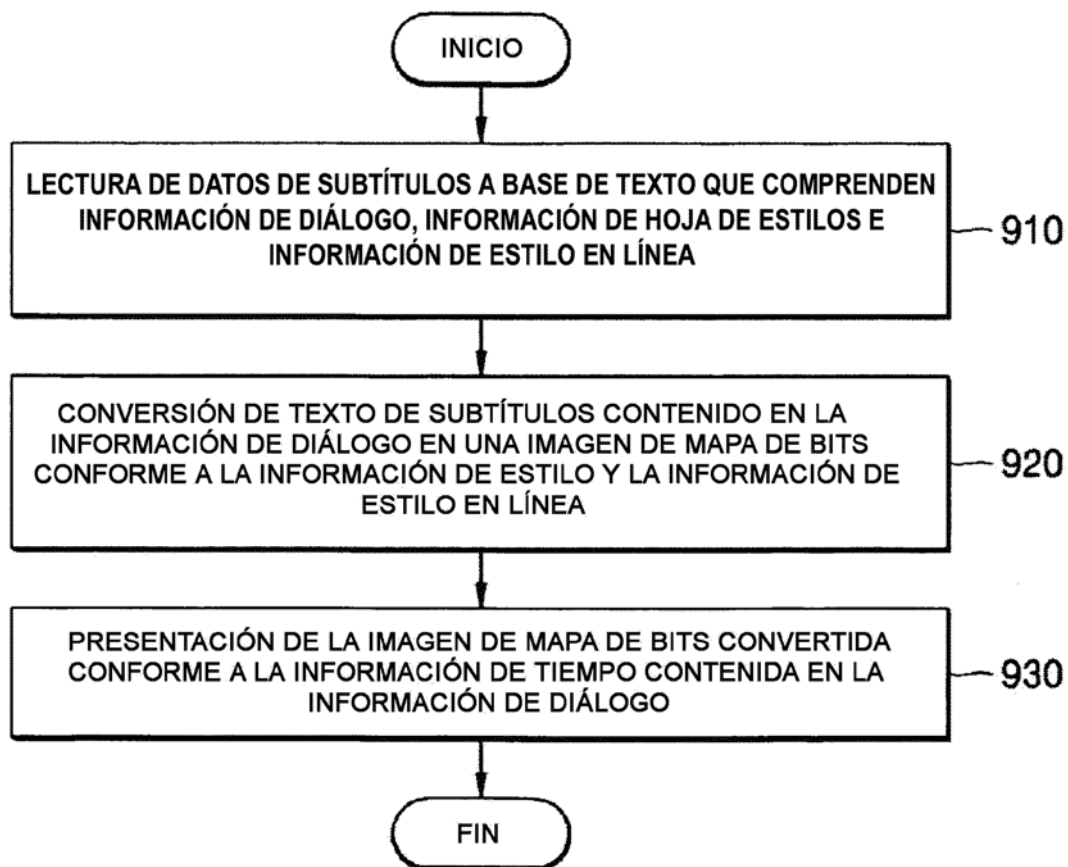 INICIO
LECTURA DE DATOS DE SUBTÍTULOS A BASE DE TEXTO QUE COMPRENDEN
INFORMACIÓN DE DIÁLOGO, INFORMACIÓN DE HOJA DE ESTILOS E
INFORMACIÓN DE ESTILO EN LÍNEA
910
CONVERSIÓN DE TEXTO DE SUBTÍTULOS CONTENIDO EN LA
INFORMACIÓN DE DIÁLOGO EN UNA IMAGEN DE MAPA DE BITS
CONFORME A LA INFORMACIÓN DE ESTILO Y LA INFORMACIÓN DE
ESTILO EN LÍNEA
920
PRESENTACIÓN DE LA IMAGEN DE MAPA DE BITS CONVERTIDA
CONFORME A LA INFORMACIÓN DE TIEMPO CONTENIDA EN LA
INFORMACIÓN DE DIÁLOGO
930
FIN